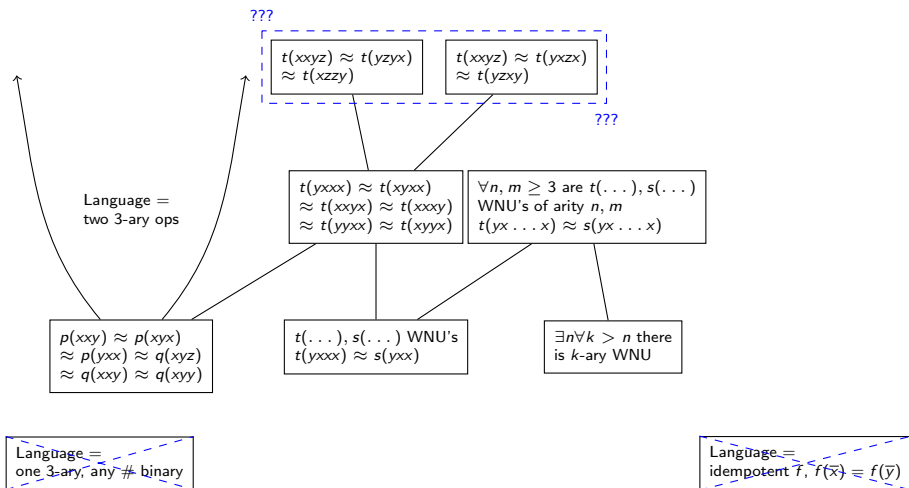 ???
t(xxyz) ≈ t(yzyx)
≈ t(xzzy)
t(xxyz) ≈ t(yxzx)
≈ t(yzxy)
???
Language =
two 3-ary ops
t(yxxx) ≈ t(xyxx)
≈ t(xxyx) ≈ t(xxxy)
≈ t(yyxx) ≈ t(xyyx)
∀n, m ≥ 3 are t(...), s(...)
WNU's of arity n, m
t(yx...x) ≈ s(yx...x)
p(xxy) ≈ p(xyx)
≈ p(yxx) ≈ q(xyz)
≈ q(xxy) ≈ q(xyy)
t(...), s(...) WNU's
t(yxxx) ≈ s(yxx)
∃n∀k > n there
is k-ary WNU
Language =
one 3-ary, any # binary
Language =
idempotent f, f(x̅) = f(y̅)